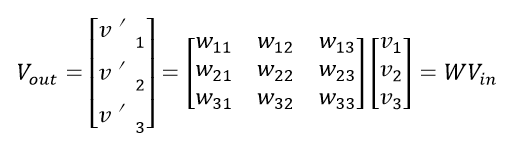 V_out = [v′_1 v′_2 v′_3] = [w_11 w_12 w_13
w_21 w_22 w_23
w_31 w_32 w_33] [v_1 v_2 v_3] = WV_in